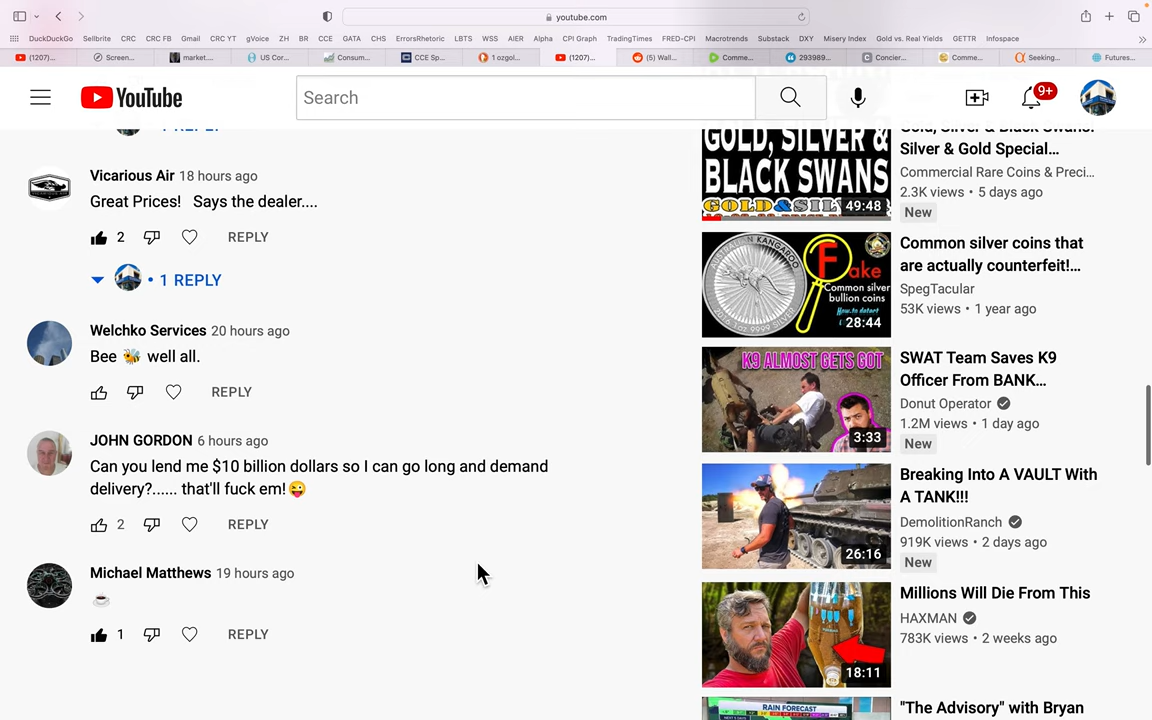 youtube.com
DuckDuckGo Sellbrite CRC CRC FB Gmail CRC YT gVoice ZH BR CCE GATA CHS ErrorsRhetoric LBTS WSS AIER Alpha CPI Graph TradingTimes FRED-CPI Macrotrends Substack DXY Misery Index Gold vs. Real Yields GETTR Infospace
(1207)... Screen... market.... US Cor... Consum... CCE Sp... 1 ozgol... (1207)... (5) Wall... Comme... 293989... Concier... Comme... Seeking... Futures...
YouTube
Search
9+
1 REPLY
Vicarious Air 18 hours ago
Great Prices! Says the dealer....
2 REPLY
• 1 REPLY
Welchko Services 20 hours ago
Bee 🐝 well all.
REPLY
JOHN GORDON 6 hours ago
Can you lend me $10 billion dollars so I can go long and demand
delivery?...... that'll fuck em!😜
2 REPLY
Michael Matthews 19 hours ago
☕
1 REPLY
GOLD, SILVER &
BLACK SWANS
GOLD & SIL
49:48
Gold, Silver & Black Swans:
Silver & Gold Special...
Commercial Rare Coins & Preci...
2.3K views • 5 days ago
New
Fake
Common silver
bullion coins
28:44
Common silver coins that
are actually counterfeit!...
SpegTacular
53K views • 1 year ago
K9 ALMOST GETS GOT
3:33
SWAT Team Saves K9
Officer From BANK...
Donut Operator
1.2M views • 1 day ago
New
26:16
Breaking Into A VAULT With
A TANK!!!
DemolitionRanch
919K views • 2 days ago
New
18:11
Millions Will Die From This
HAXMAN
783K views • 2 weeks ago
RAIN FORECAST
"The Advisory" with Bryan